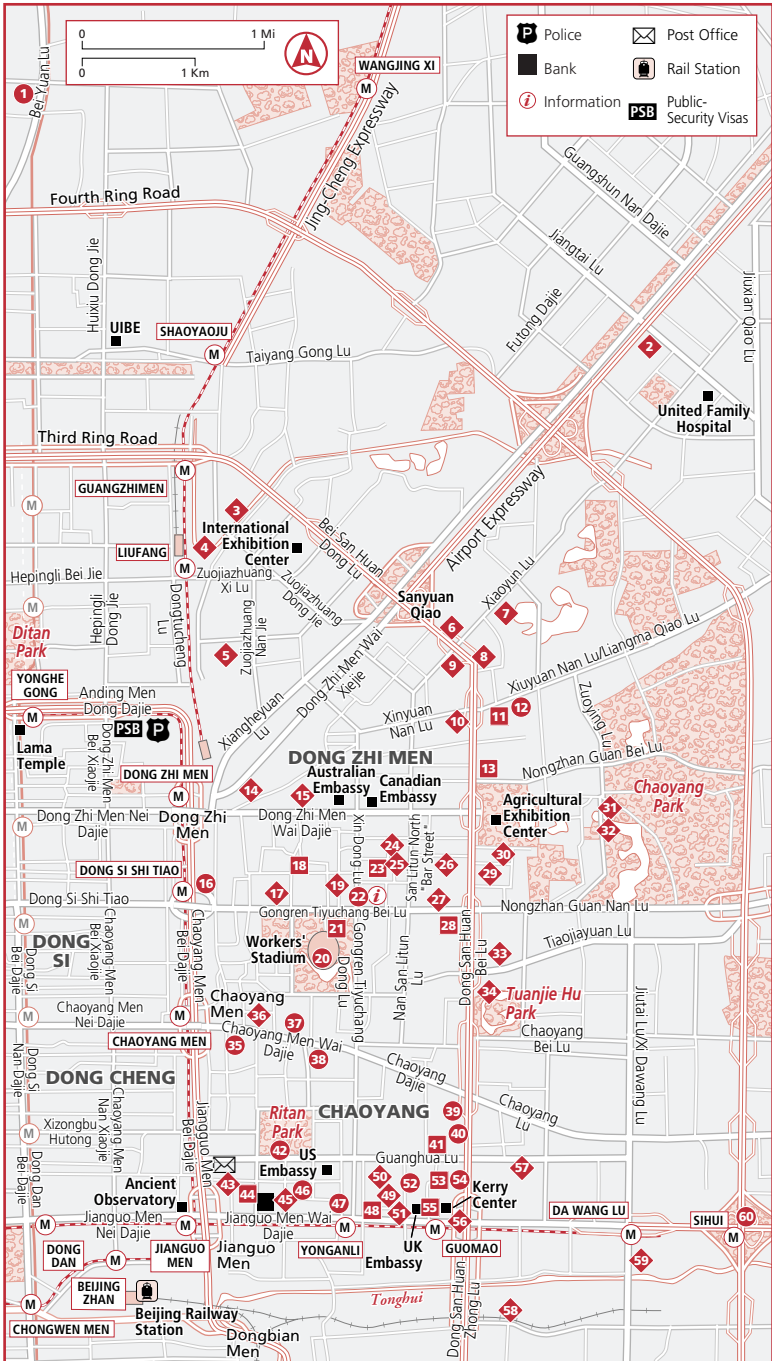 0
1 Mi
0
1 Km
N
P Police
Post Office
Bank
Rail Station
i Information
PSB Public-
Security Visas
WANGJING XI
M
1
Bei Yuan Lu
Jing-Cheng Expressway
Guangshun Nan Dajie
Fourth Ring Road
Jiangtai Lu
Huixiu Dong Jie
Futong Dajie
Jiuxian Qiao Lu
UIBE
SHAOYAOJU
M
Taiyang Gong Lu
2
United Family
Hospital
Third Ring Road
M
GUANGZHIMEN
M
3
International
Exhibition
Center
4
Bei San Huan
Dong Lu
Airport Expressway
LIUFANG
M
Hepingli Bei Jie
Zuojiazhuang
Xi Lu
Zuojiazhuang
Dong Jie
Sanyuan
Qiao
Xiaoyun Lu
M
Hepingli
Dong Jie
Dongtucheng
Lu
Zuojiazhuang
Nan Jie
6
7
Ditan
Park
5
8
9
Dong Zhi Men Wai
Xiejie
Xiuyuan Nan Lu/Liangma Qiao Lu
YONGHE
GONG
Anding Men
Dong Dajie
M
Xiangheyuan
Lu
Xinyuan
Nan Lu
10
11
12
Zuoying Lu
Lama
Temple
PSB
P
Dong Zhi Men
Bei Xiaojie
DONG ZHI MEN
Nongzhan Guan Bei Lu
DONG ZHI MEN
M
14
15
Australian
Embassy
Canadian
Embassy
13
Chaoyang
Park
Dong Zhi Men Nei
Dajie
Dong Zhi
Men
Dong Zhi Men
Wai Dajie
Agricultural
Exhibition
Center
31
32
M
Xin Dong Lu
San Litun North
"Bar Street"
24
23
25
26
30
29
DONG SI SHI TIAO
M
16
18
17
19
22
i
27
Dong Si Shi Tiao
Gongren Tiyuchang Bei Lu
Nongzhan Guan Nan Lu
M
21
28
Tiaojiayuan Lu
DONG
SI
Dong Si
Bei Dajie
Chaoyang Men
Bei Xiaojie
Chaoyang Men
Bei Dajie
Workers'
Stadium
20
Gongren Tiyuchang
Dong Lu
Nan San Litun
Lu
Dong San Huan
Bei Lu
33
34
Tuanjie Hu
Park
Chaoyang Men
Nei Dajie
M
M
Chaoyang
Men
36
37
Chaoyang Men Wai
Dajie
35
38
Chaoyang
Bei Lu
Jiutai Lu/Xi Dawang Lu
CHAOYANG MEN
Chaoyang
Dajie
Dong Si
Nan Dajie
DONG CHENG
CHAOYANG
39
Chaoyang
Lu
M
Xizongbu
Hutong
Chaoyang Men
Nan Xiaojie
Jianguo Men
Bei Dajie
Ritan
Park
42
40
41
Guanghua Lu
Dong Dan
Bei Dajie
US
Embassy
57
Ancient
Observatory
43
44
45
46
47
50
49
48
51
52
53
54
55
Kerry
Center
56
DA WANG LU
SIHUI
60
M
Jianguo Men
Nei Dajie
M
Jianguo Men Wai
Dajie
M
M
M
M
DONG
DAN
M
JIANGUO
MEN
Jianguo
Men
YONGANLI
UK
Embassy
GUOMAO
59
BEIJING
ZHAN
Beijing Railway
Station
Tonghui
Dong San Huan
Zhong Lu
58
M
CHONGWEN MEN
Dongbian
Men